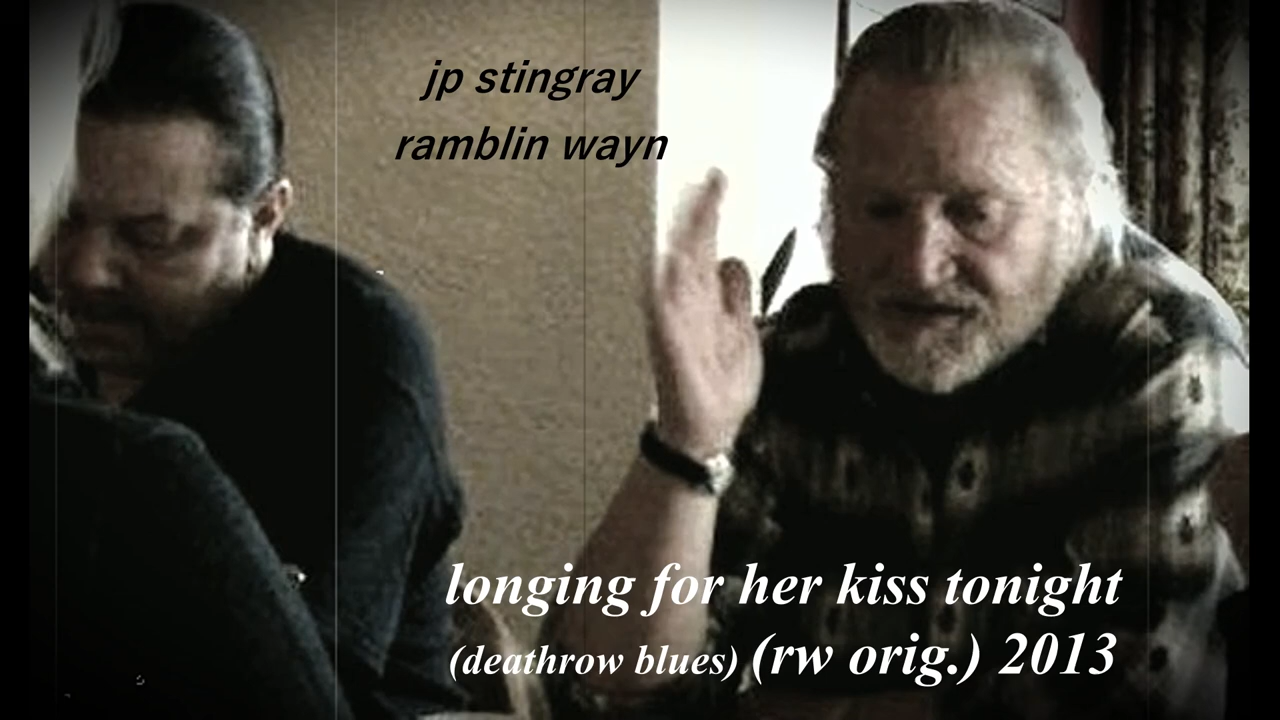 jp stingray
ramblin wayn
longing for her kiss tonight
(deathrow blues) (rw orig.) 2013